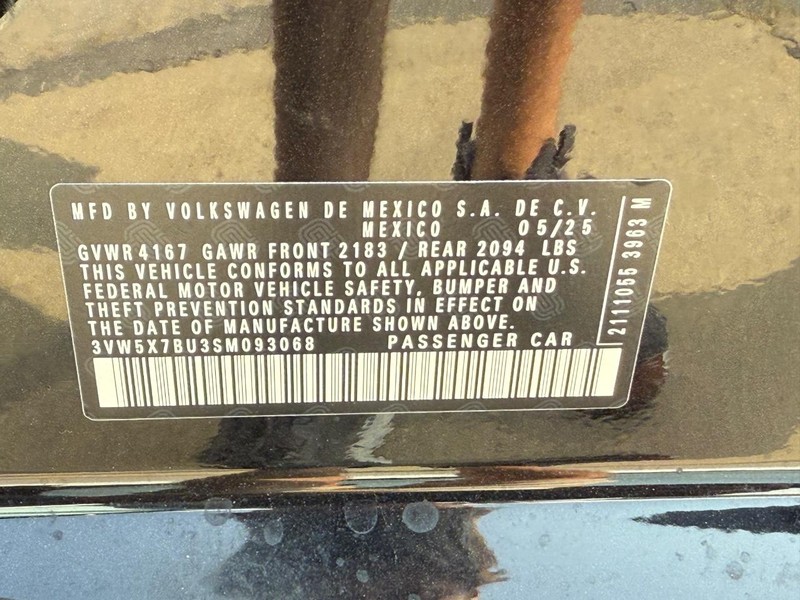 MFD BY VOLKSWAGEN DE MEXICO S.A. DE C.V.
MEXICO 05/25
GVWR 4167 GAWR FRONT 2183 / REAR 2094 LBS
THIS VEHICLE CONFORMS TO ALL APPLICABLE U.S.
FEDERAL MOTOR VEHICLE SAFETY, BUMPER AND
THEFT PREVENTION STANDARDS IN EFFECT ON
THE DATE OF MANUFACTURE SHOWN ABOVE.
3VW5X7BU3SM093068 PASSENGER CAR
2111055 3963 M